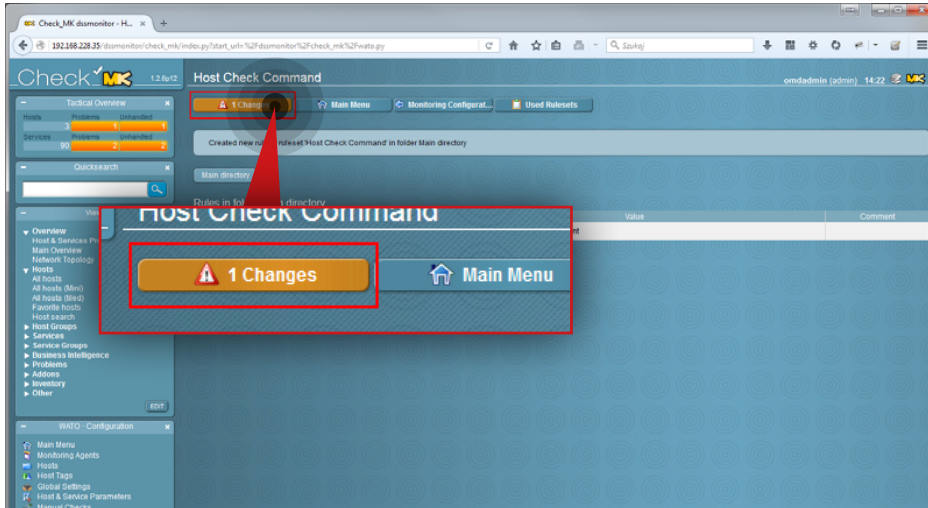 Check_MK dssmonitor - H...
192.168.228.35/dssmonitor/check_mk/index.py?start_url=%2Fdssmonitor%2Fcheck_mk%2Fwato.py
Szukaj
Check MK 1.2.6p12
Host Check Command
omdadmin (admin) 14:22
Tactical Overview
Hosts Problems Unhandled
3 1 1
Services Problems Unhandled
90 2 2
Quicksearch
1 Changes
Main Menu
Monitoring Configurat...
Used Rulesets
Created new rule
ruleset 'Host Check Command' in folder Main directory
Main directory
Rules in directory
Value
Comment
Overview
Host & Services
Main Overview
Network Topology
Hosts
All hosts
All hosts (Mini)
All hosts (tiled)
Favorite hosts
Host search
Host Groups
Services
Service Groups
Business Intelligence
Problems
Addons
Inventory
Other
EDIT
Host Check Command
1 Changes
Main Menu
WATO · Configuration
Main Menu
Monitoring Agents
Hosts
Host Tags
Global Settings
Host & Service Parameters
Manual Checks